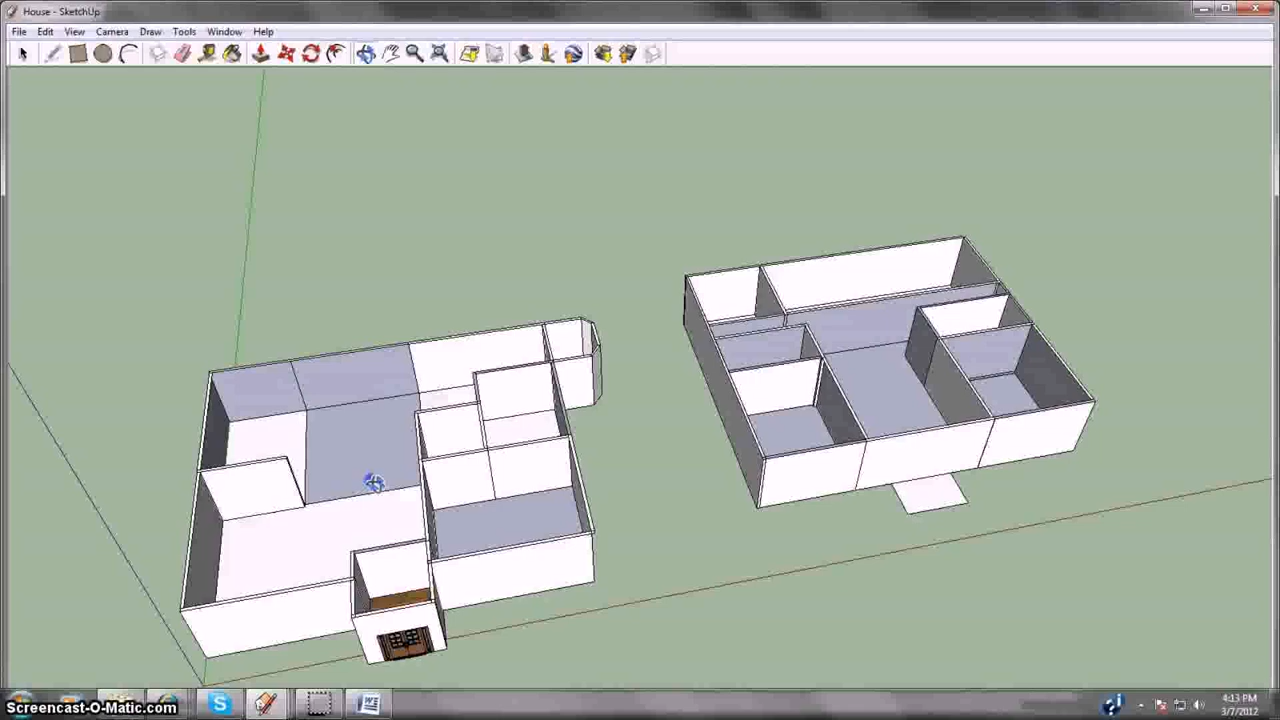 House - SketchUp
File Edit View Camera Draw Tools Window Help
4:13 PM
3/7/2012
Screencast-O-Matic.com